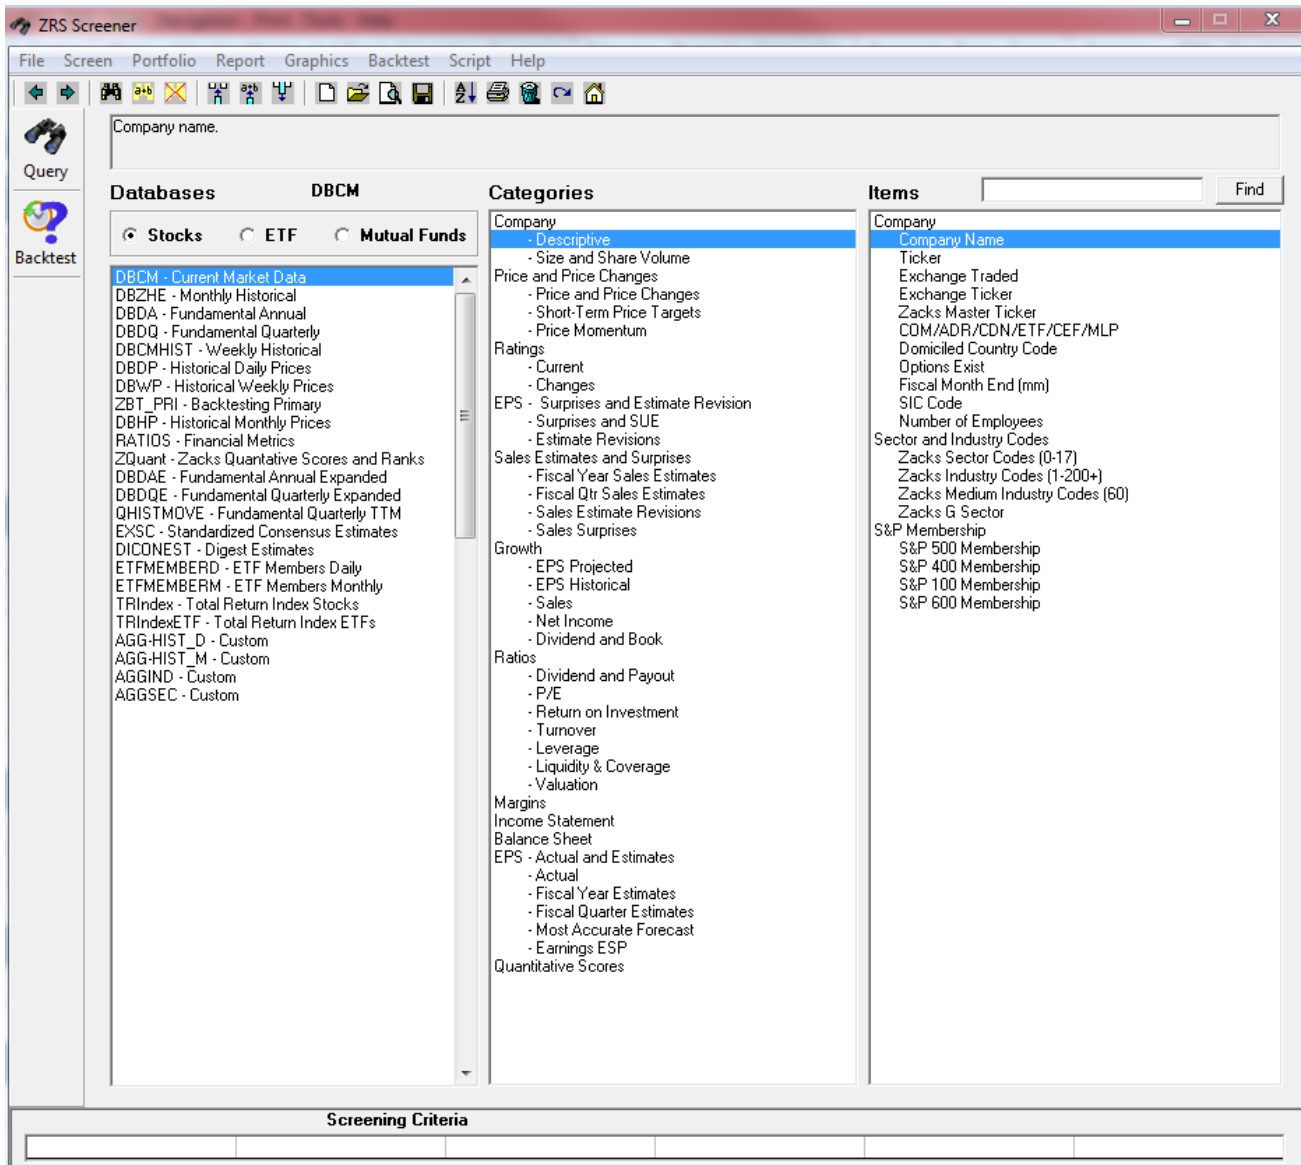 ZRS Screener
File Screen Portfolio Report Graphics Backtest Script Help
Query
Backtest
Company name.
Databases DBCM
Stocks ETF Mutual Funds
DBCM - Current Market Data
DBZHE - Monthly Historical
DBDA - Fundamental Annual
DBDQ - Fundamental Quarterly
DBCMHIST - Weekly Historical
DBDP - Historical Daily Prices
DBWP - Historical Weekly Prices
ZBT_PRI - Backtesting Primary
DBHP - Historical Monthly Prices
RATIOS - Financial Metrics
ZQuant - Zacks Quantative Scores and Ranks
DBDAE - Fundamental Annual Expanded
DBDQE - Fundamental Quarterly Expanded
QHISTMOVE - Fundamental Quarterly TTM
EXSC - Standardized Consensus Estimates
DICONEST - Digest Estimates
ETFMEMBERD - ETF Members Daily
ETFMEMBERM - ETF Members Monthly
TRIndex - Total Return Index Stocks
TRIndexETF - Total Return Index ETFs
AGG-HIST_D - Custom
AGG-HIST_M - Custom
AGGIND - Custom
AGGSEC - Custom
Categories
Company
- Descriptive
- Size and Share Volume
Price and Price Changes
- Price and Price Changes
- Short-Term Price Targets
- Price Momentum
Ratings
- Current
- Changes
EPS - Surprises and Estimate Revision
- Surprises and SUE
- Estimate Revisions
Sales Estimates and Surprises
- Fiscal Year Sales Estimates
- Fiscal Qtr Sales Estimates
- Sales Estimate Revisions
- Sales Surprises
Growth
- EPS Projected
- EPS Historical
- Sales
- Net Income
- Dividend and Book
Ratios
- Dividend and Payout
- P/E
- Return on Investment
- Turnover
- Leverage
- Liquidity & Coverage
- Valuation
Margins
Income Statement
Balance Sheet
EPS - Actual and Estimates
- Actual
- Fiscal Year Estimates
- Fiscal Quarter Estimates
- Most Accurate Forecast
- Earnings ESP
Quantitative Scores
Items Find
Company
Company Name
Ticker
Exchange Traded
Exchange Ticker
Zacks Master Ticker
COM/ADR/CDN/ETF/CEF/MLP
Domiciled Country Code
Options Exist
Fiscal Month End (mm)
SIC Code
Number of Employees
Sector and Industry Codes
Zacks Sector Codes (0-17)
Zacks Industry Codes (1-200+)
Zacks Medium Industry Codes (60)
Zacks G Sector
S&P Membership
S&P 500 Membership
S&P 400 Membership
S&P 100 Membership
S&P 600 Membership
Screening Criteria